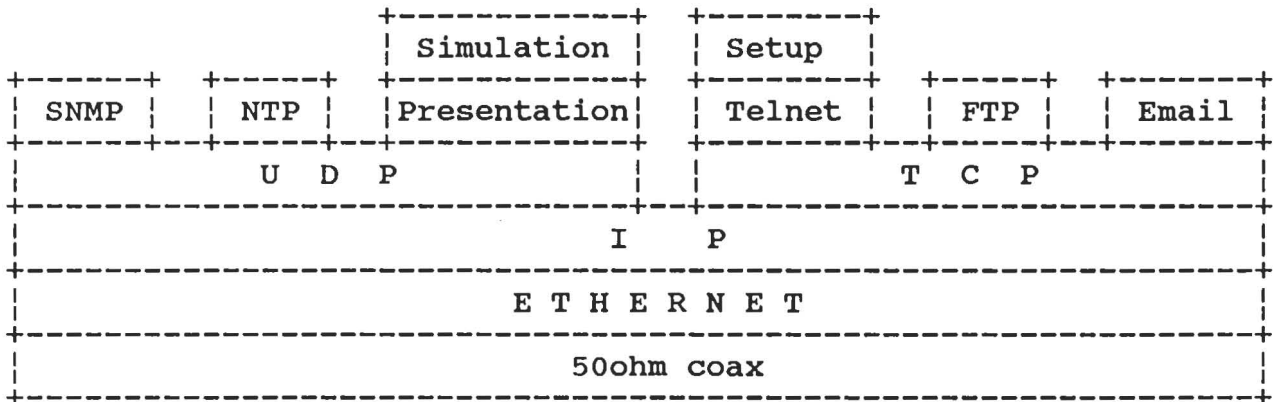 Simulation Setup
SNMP NTP Presentation Telnet FTP Email
U D P T C P
I P
E T H E R N E T
50ohm coax